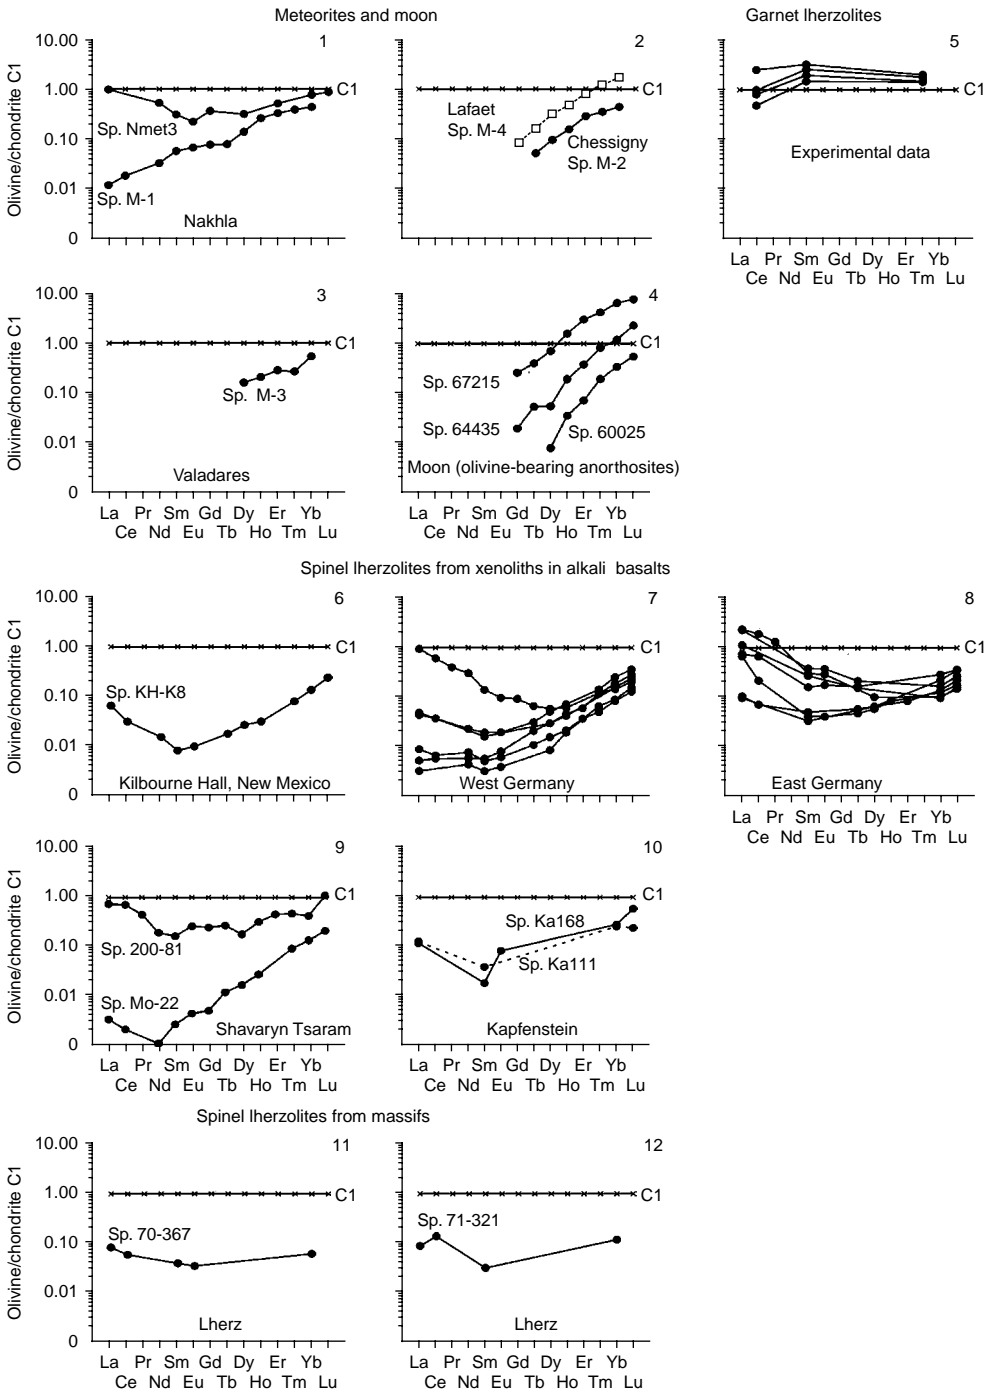 Meteorites and moon
Garnet lherzolites
Olivine/chondrite C1
10.00
1.00
0.10
0.01
0
1
C1
Sp. Nmet3
Sp. M-1
Nakhla
2
C1
Lafaet
Sp. M-4
Chessigny
Sp. M-2
5
C1
Experimental data
La Pr Sm Gd Dy Er Yb
Ce Nd Eu Tb Ho Tm Lu
Olivine/chondrite C1
10.00
1.00
0.10
0.01
0
3
C1
Sp. M-3
Valadares
La Pr Sm Gd Dy Er Yb
Ce Nd Eu Tb Ho Tm Lu
4
C1
Sp. 67215
Sp. 64435
Sp. 60025
Moon (olivine-bearing anorthosites)
La Pr Sm Gd Dy Er Yb
Ce Nd Eu Tb Ho Tm Lu
Spinel lherzolites from xenoliths in alkali basalts
Olivine/chondrite C1
10.00
1.00
0.10
0.01
0
6
C1
Sp. KH-K8
Kilbourne Hall, New Mexico
7
C1
West Germany
8
C1
East Germany
La Pr Sm Gd Dy Er Yb
Ce Nd Eu Tb Ho Tm Lu
Olivine/chondrite C1
10.00
1.00
0.10
0.01
0
9
C1
Sp. 200-81
Sp. Mo-22
Shavaryn Tsaram
La Pr Sm Gd Dy Er Yb
Ce Nd Eu Tb Ho Tm Lu
10
C1
Sp. Ka168
Sp. Ka111
Kapfenstein
La Pr Sm Gd Dy Er Yb
Ce Nd Eu Tb Ho Tm Lu
Spinel lherzolites from massifs
Olivine/chondrite C1
10.00
1.00
0.10
0.01
0
11
C1
Sp. 70-367
Lherz
La Pr Sm Gd Dy Er Yb
Ce Nd Eu Tb Ho Tm Lu
12
C1
Sp. 71-321
Lherz
La Pr Sm Gd Dy Er Yb
Ce Nd Eu Tb Ho Tm Lu